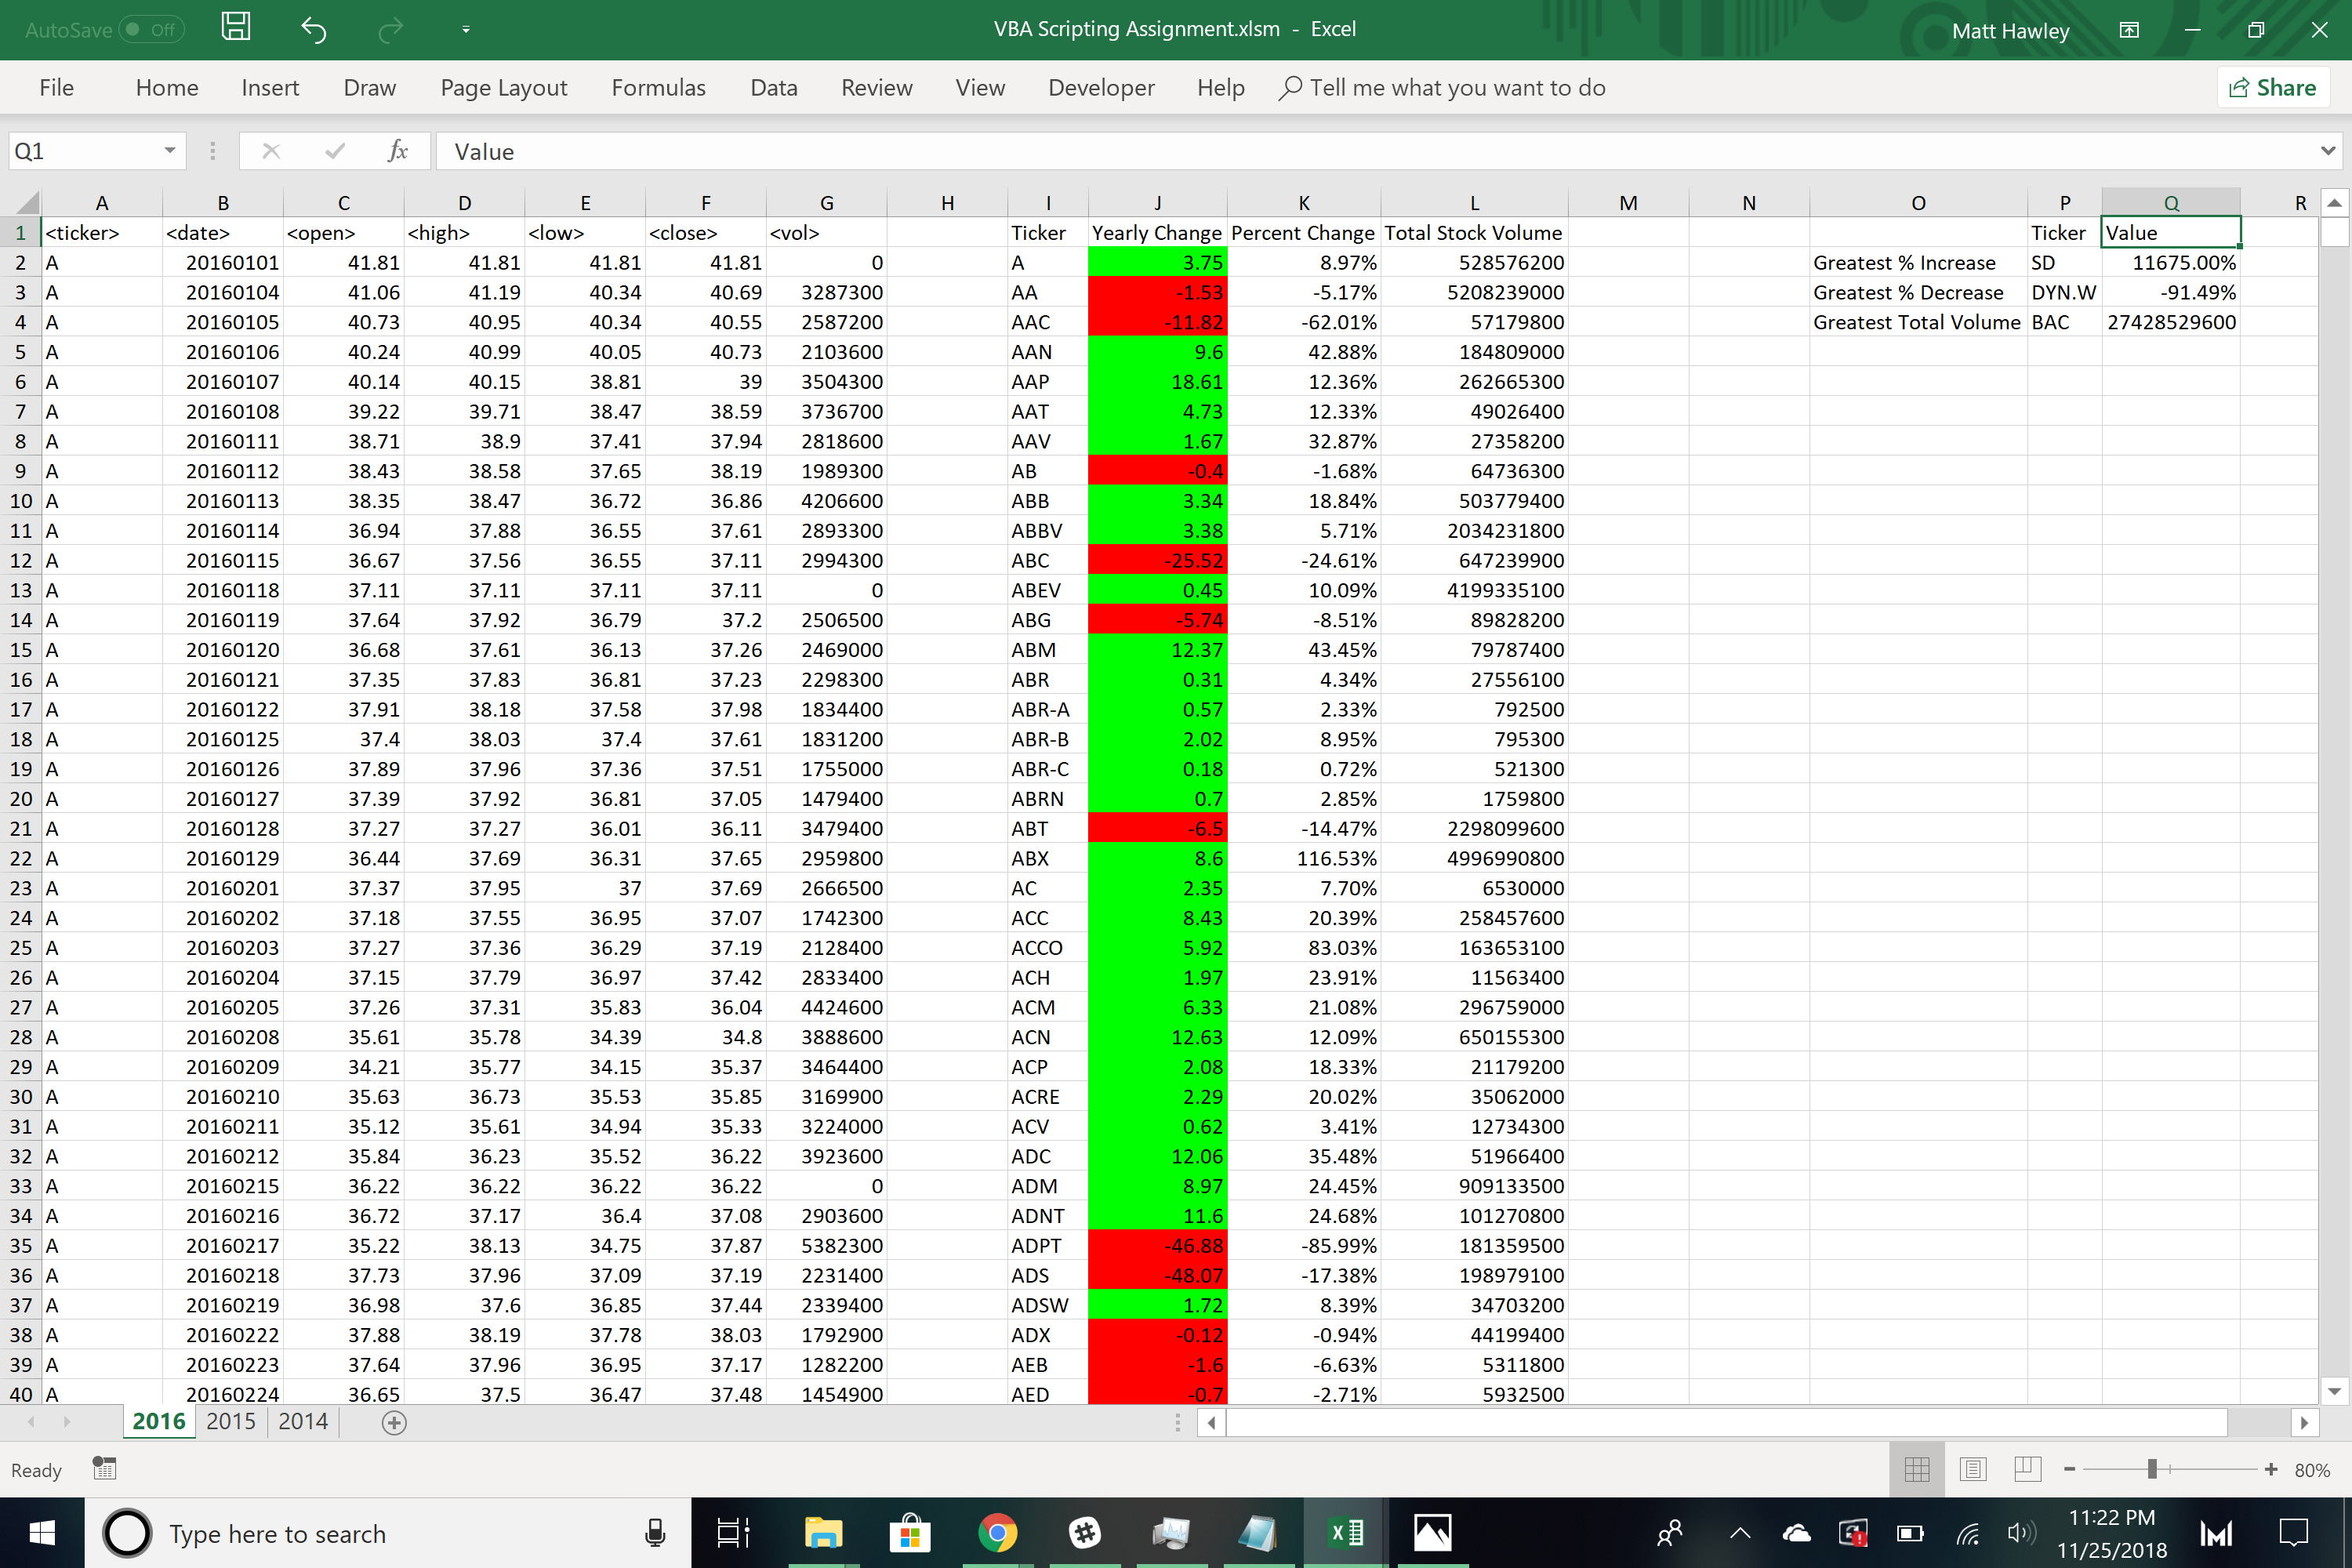 AutoSave Off VBA Scripting Assignment.xlsm - Excel Matt Hawley
File Home Insert Draw Page Layout Formulas Data Review View Developer Help Tell me what you want to do Share
Q1 fx Value
A B C D E F G H I J K L M N O P Q R
1 <ticker> <date> <open> <high> <low> <close> <vol> Ticker Yearly Change Percent Change Total Stock Volume Ticker Value
2 A 20160101 41.81 41.81 41.81 41.81 0 A 3.75 8.97% 528576200 Greatest % Increase SD 11675.00%
3 A 20160104 41.06 41.19 40.34 40.69 3287300 AA -1.53 -5.17% 5208239000 Greatest % Decrease DYN.W -91.49%
4 A 20160105 40.73 40.95 40.34 40.55 2587200 AAC -11.82 -62.01% 57179800 Greatest Total Volume BAC 27428529600
5 A 20160106 40.24 40.99 40.05 40.73 2103600 AAN 9.6 42.88% 184809000
6 A 20160107 40.14 40.15 38.81 39 3504300 AAP 18.61 12.36% 262665300
7 A 20160108 39.22 39.71 38.47 38.59 3736700 AAT 4.73 12.33% 49026400
8 A 20160111 38.71 38.9 37.41 37.94 2818600 AAV 1.67 32.87% 27358200
9 A 20160112 38.43 38.58 37.65 38.19 1989300 AB -0.4 -1.68% 64736300
10 A 20160113 38.35 38.47 36.72 36.86 4206600 ABB 3.34 18.84% 503779400
11 A 20160114 36.94 37.88 36.55 37.61 2893300 ABBV 3.38 5.71% 2034231800
12 A 20160115 36.67 37.56 36.55 37.11 2994300 ABC -25.52 -24.61% 647239900
13 A 20160118 37.11 37.11 37.11 37.11 0 ABEV 0.45 10.09% 4199335100
14 A 20160119 37.64 37.92 36.79 37.2 2506500 ABG -5.74 -8.51% 89828200
15 A 20160120 36.68 37.61 36.13 37.26 2469000 ABM 12.37 43.45% 79787400
16 A 20160121 37.35 37.83 36.81 37.23 2298300 ABR 0.31 4.34% 27556100
17 A 20160122 37.91 38.18 37.58 37.98 1834400 ABR-A 0.57 2.33% 792500
18 A 20160125 37.4 38.03 37.4 37.61 1831200 ABR-B 2.02 8.95% 795300
19 A 20160126 37.89 37.96 37.36 37.51 1755000 ABR-C 0.18 0.72% 521300
20 A 20160127 37.39 37.92 36.81 37.05 1479400 ABRN 0.7 2.85% 1759800
21 A 20160128 37.27 37.27 36.01 36.11 3479400 ABT -6.5 -14.47% 2298099600
22 A 20160129 36.44 37.69 36.31 37.65 2959800 ABX 8.6 116.53% 4996990800
23 A 20160201 37.37 37.95 37 37.69 2666500 AC 2.35 7.70% 6530000
24 A 20160202 37.18 37.55 36.95 37.07 1742300 ACC 8.43 20.39% 258457600
25 A 20160203 37.27 37.36 36.29 37.19 2128400 ACCO 5.92 83.03% 163653100
26 A 20160204 37.15 37.79 36.97 37.42 2833400 ACH 1.97 23.91% 11563400
27 A 20160205 37.26 37.31 35.83 36.04 4424600 ACM 6.33 21.08% 296759000
28 A 20160208 35.61 35.78 34.39 34.8 3888600 ACN 12.63 12.09% 650155300
29 A 20160209 34.21 35.77 34.15 35.37 3464400 ACP 2.08 18.33% 21179200
30 A 20160210 35.63 36.73 35.53 35.85 3169900 ACRE 2.29 20.02% 35062000
31 A 20160211 35.12 35.61 34.94 35.33 3224000 ACV 0.62 3.41% 12734300
32 A 20160212 35.84 36.23 35.52 36.22 3923600 ADC 12.06 35.48% 51966400
33 A 20160215 36.22 36.22 36.22 36.22 0 ADM 8.97 24.45% 909133500
34 A 20160216 36.72 37.17 36.4 37.08 2903600 ADNT 11.6 24.68% 101270800
35 A 20160217 35.22 38.13 34.75 37.87 5382300 ADPT -46.88 -85.99% 181359500
36 A 20160218 37.73 37.96 37.09 37.19 2231400 ADS -48.07 -17.38% 198979100
37 A 20160219 36.98 37.6 36.85 37.44 2339400 ADSW 1.72 8.39% 34703200
38 A 20160222 37.88 38.19 37.78 38.03 1792900 ADX -0.12 -0.94% 44199400
39 A 20160223 37.64 37.96 36.95 37.17 1282200 AEB -1.6 -6.63% 5311800
40 A 20160224 36.65 37.5 36.47 37.48 1454900 AED -0.7 -2.71% 5932500
2016 2015 2014
Ready 80%
Type here to search 11:22 PM
11/25/2018